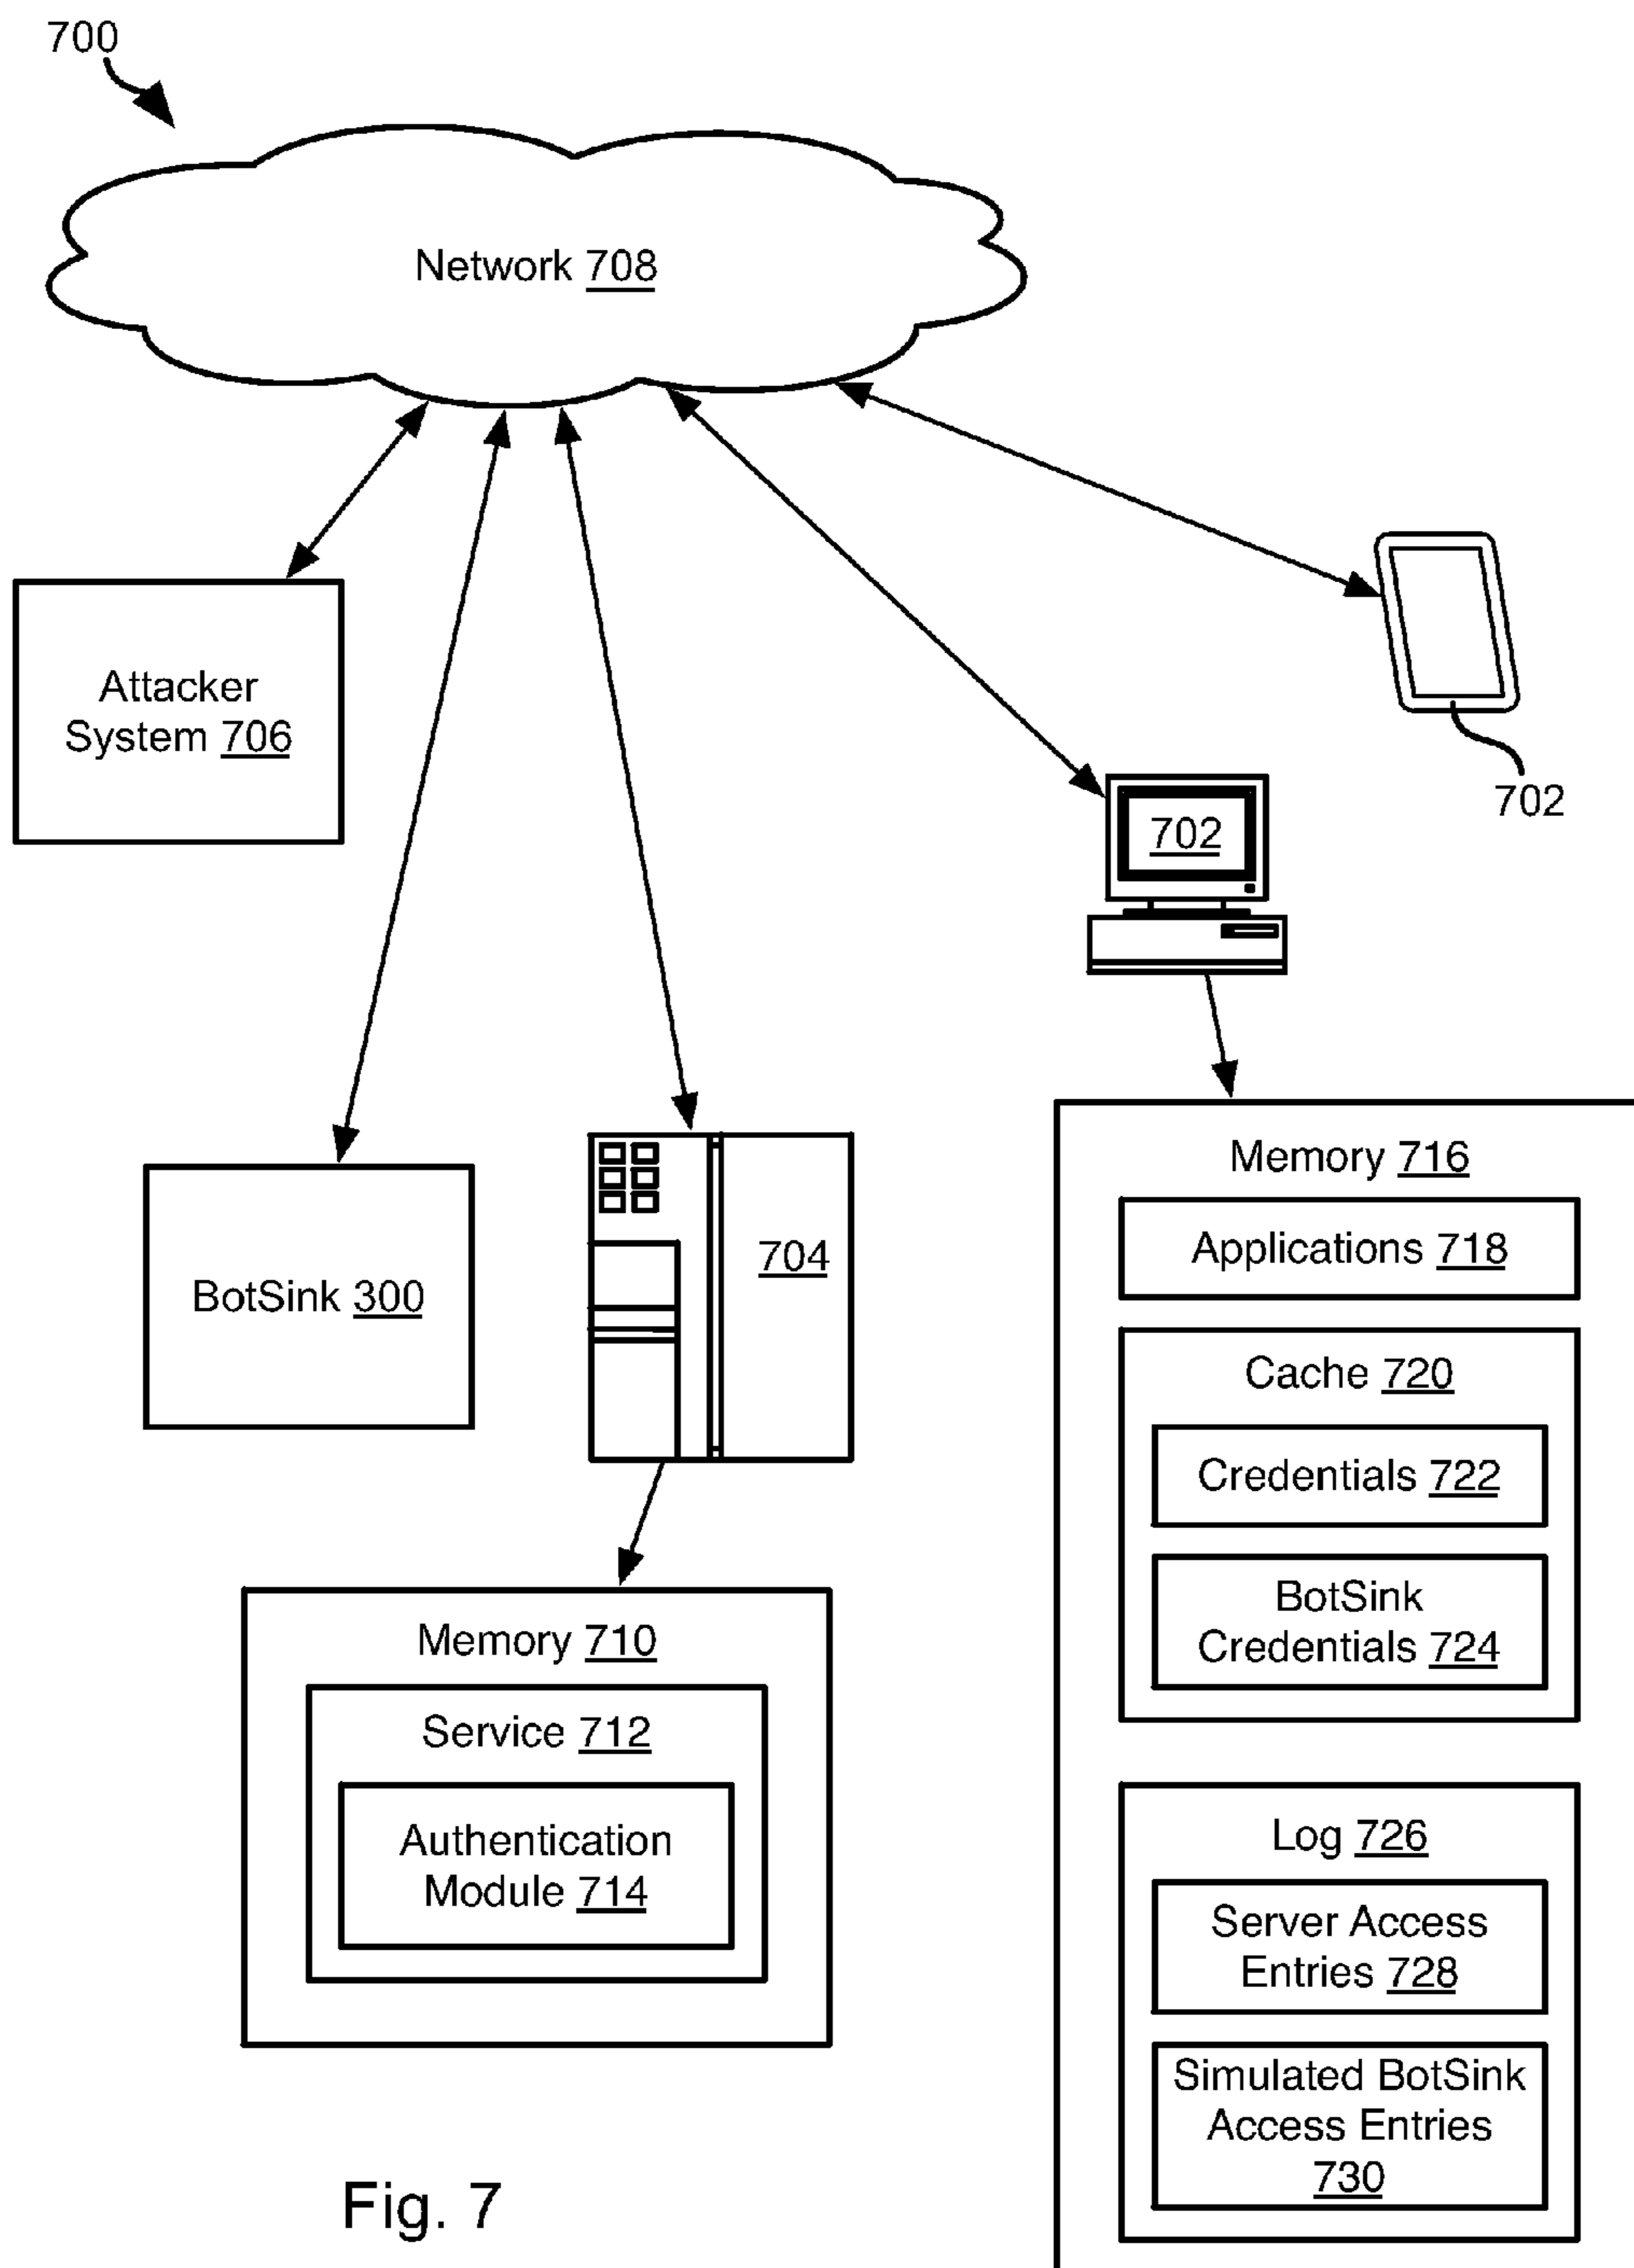 700
Network 708
Attacker
System 706
702
702
BotSink 300
704
Memory 710
Service 712
Authentication
Module 714
Memory 716
Applications 718
Cache 720
Credentials 722
BotSink
Credentials 724
Log 726
Server Access
Entries 728
Simulated BotSink
Access Entries
730
Fig. 7